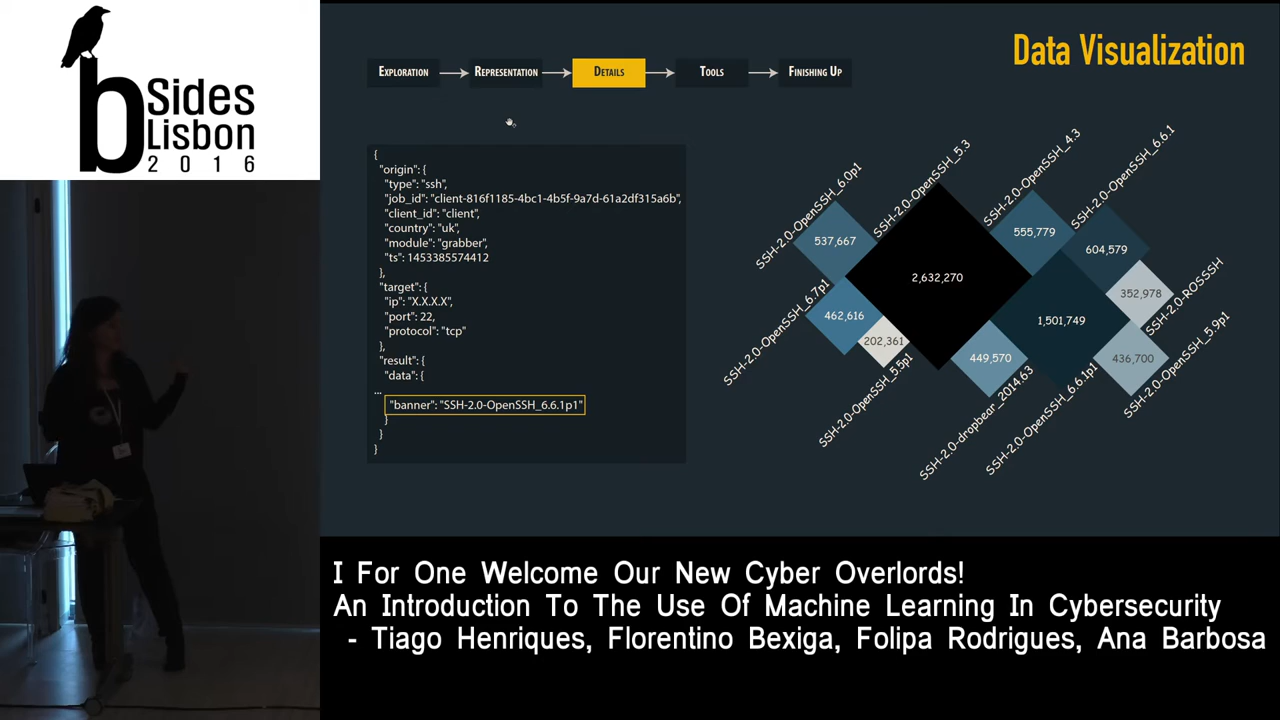 b Sides
Lisbon
2016
Data Visualization
EXPLORATION
REPRESENTATION
DETAILS
TOOLS
FINISHING UP
{
"origin": {
"type": "ssh",
"job_id": "client-816f1185-4bc1-4b5f-9a7d-61a2df315a6b",
"client_id": "client",
"country": "uk",
"module": "grabber",
"ts": 1453385574412
},
"target": {
"ip": "X.X.X.X",
"port": 22,
"protocol": "tcp"
},
"result": {
"data": {
...
"banner": "SSH-2.0-OpenSSH_6.6.1p1"
}
}
}
SSH-2.0-OpenSSH_6.0p1
537,667
SSH-2.0-OpenSSH_5.3
2,632,270
SSH-2.0-OpenSSH_4.3
555,779
SSH-2.0-OpenSSH_6.6.1
604,579
SSH-2.0-OpenSSH_6.7p1
462,616
SSH-2.0-OpenSSH_5.5p1
202,361
SSH-2.0-dropbear_2014.63
449,570
SSH-2.0-OpenSSH_6.6.1p1
1,501,749
SSH-2.0-ROSSSH
352,978
SSH-2.0-OpenSSH_5.9p1
436,700
I For One Welcome Our New Cyber Overlords!
An Introduction To The Use Of Machine Learning In Cybersecurity
- Tiago Henriques, Florentino Bexiga, Folipa Rodrigues, Ana Barbosa